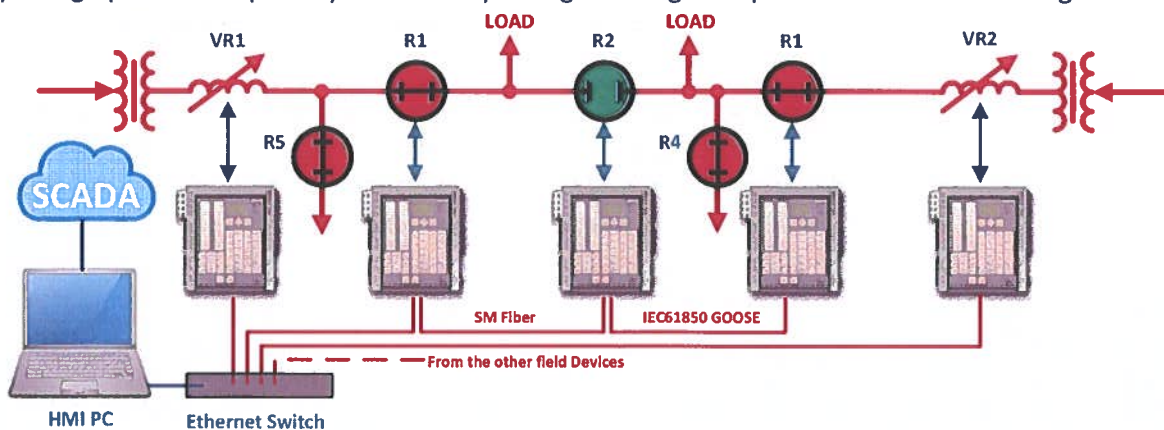 LOAD LOAD
VR1 R1 R2 R1 VR2
R5 R4
SCADA
SM Fiber IEC61850 GOOSE
From the other field Devices
HMI PC Ethernet Switch